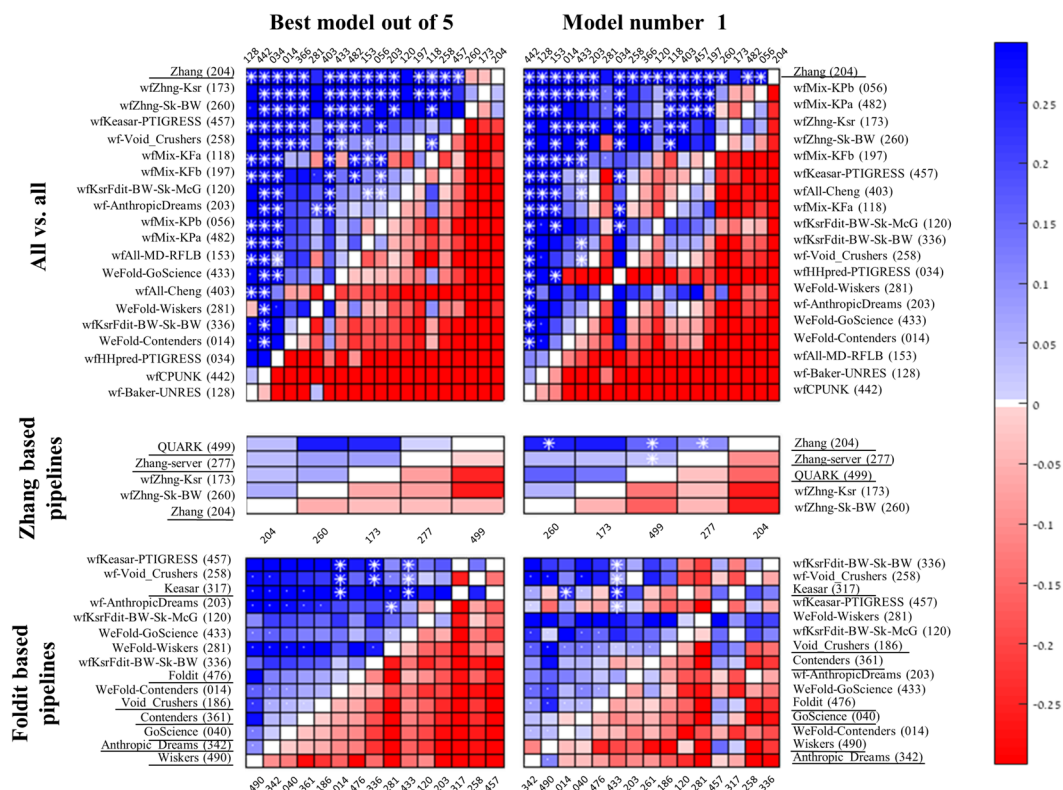 Best model out of 5
Model number 1
128 442 034 014 366 281 403 433 482 153 056 203 120 197 118 258 457 260 173 204
442 128 153 014 433 203 281 034 258 366 120 118 403 457 197 260 173 482 056 204
All vs. all
Zhang (204)
wfZhng-Ksr (173)
wfZhng-Sk-BW (260)
wfKeasar-PTIGRESS (457)
wf-Void_Crushers (258)
wfMix-KFa (118)
wfMix-KFb (197)
wfKsrFdit-BW-Sk-McG (120)
wf-AnthropicDreams (203)
wfMix-KPb (056)
wfMix-KPa (482)
wfAll-MD-RFLB (153)
WeFold-GoScience (433)
wfAll-Cheng (403)
WeFold-Wiskers (281)
wfKsrFdit-BW-Sk-BW (336)
WeFold-Contenders (014)
wfHHpred-PTIGRESS (034)
wfCPUNK (442)
wf-Baker-UNRES (128)
Zhang (204)
wfMix-KPb (056)
wfMix-KPa (482)
wfZhng-Ksr (173)
wfZhng-Sk-BW (260)
wfMix-KFb (197)
wfKeasar-PTIGRESS (457)
wfAll-Cheng (403)
wfMix-KFa (118)
wfKsrFdit-BW-Sk-McG (120)
wfKsrFdit-BW-Sk-BW (336)
wf-Void_Crushers (258)
wfHHpred-PTIGRESS (034)
WeFold-Wiskers (281)
wf-AnthropicDreams (203)
WeFold-GoScience (433)
WeFold-Contenders (014)
wfAll-MD-RFLB (153)
wf-Baker-UNRES (128)
wfCPUNK (442)
Zhang based
pipelines
QUARK (499)
Zhang-server (277)
wfZhng-Ksr (173)
wfZhng-Sk-BW (260)
Zhang (204)
204 260 173 277 499
Zhang (204)
Zhang-server (277)
QUARK (499)
wfZhng-Ksr (173)
wfZhng-Sk-BW (260)
260 173 499 277 204
Foldit based
pipelines
wfKeasar-PTIGRESS (457)
wf-Void_Crushers (258)
Keasar (317)
wf-AnthropicDreams (203)
wfKsrFdit-BW-Sk-McG (120)
WeFold-GoScience (433)
WeFold-Wiskers (281)
wfKsrFdit-BW-Sk-BW (336)
Foldit (476)
WeFold-Contenders (014)
Void_Crushers (186)
Contenders (361)
GoScience (040)
Anthropic_Dreams (342)
Wiskers (490)
490 342 040 361 186 014 476 336 281 433 120 203 317 258 457
wfKsrFdit-BW-Sk-BW (336)
wf-Void_Crushers (258)
Keasar (317)
wfKeasar-PTIGRESS (457)
WeFold-Wiskers (281)
wfKsrFdit-BW-Sk-McG (120)
Void_Crushers (186)
Contenders (361)
wf-AnthropicDreams (203)
WeFold-GoScience (433)
Foldit (476)
GoScience (040)
WeFold-Contenders (014)
Wiskers (490)
Anthropic_Dreams (342)
342 490 014 040 476 433 203 261 186 120 281 457 317 258 336
0.25
0.2
0.15
0.1
0.05
0
-0.05
-0.1
-0.15
-0.2
-0.25